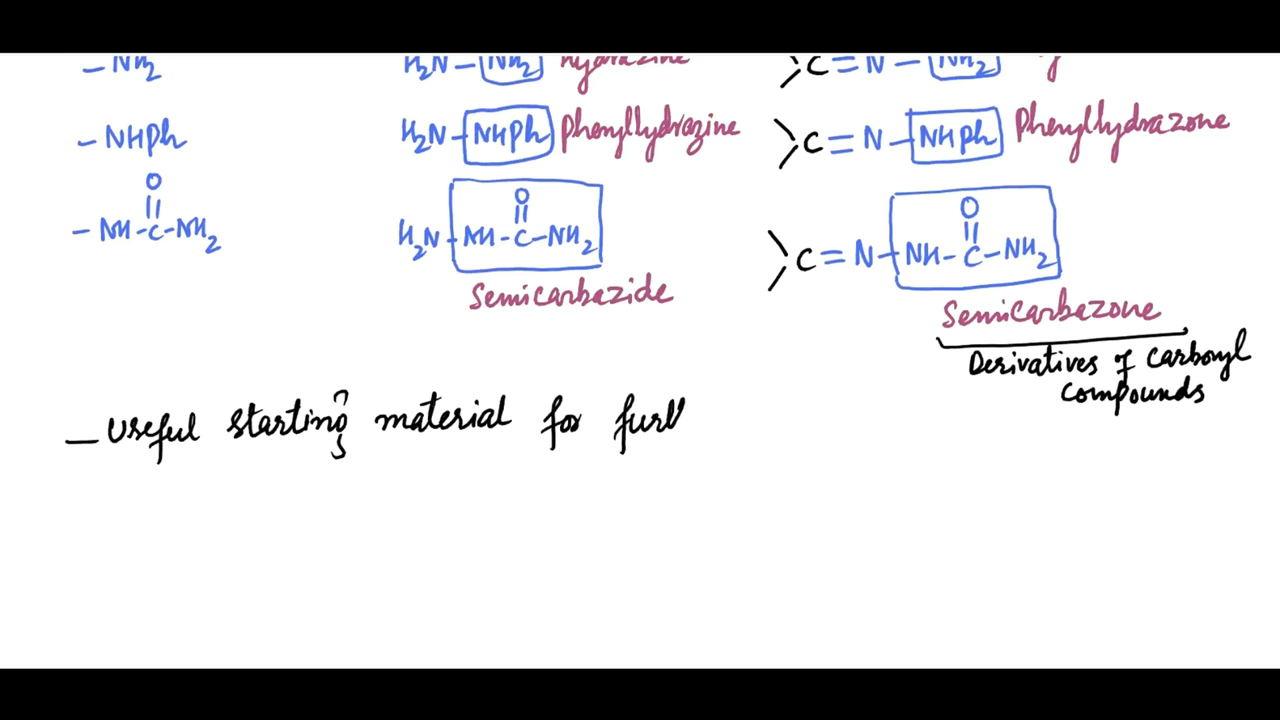 – NH2 H2N – NH2 hydrazine C = N – NH2
– NHPh H2N – NHPh Phenylhydrazine C = N – NHPh Phenylhydrazone
O O O
– NH – C – NH2 H2N – NH – C – NH2 C = N – NH – C – NH2
Semicarbazide Semicarbazone
Derivatives of carbonyl
compounds
– Useful starting material for